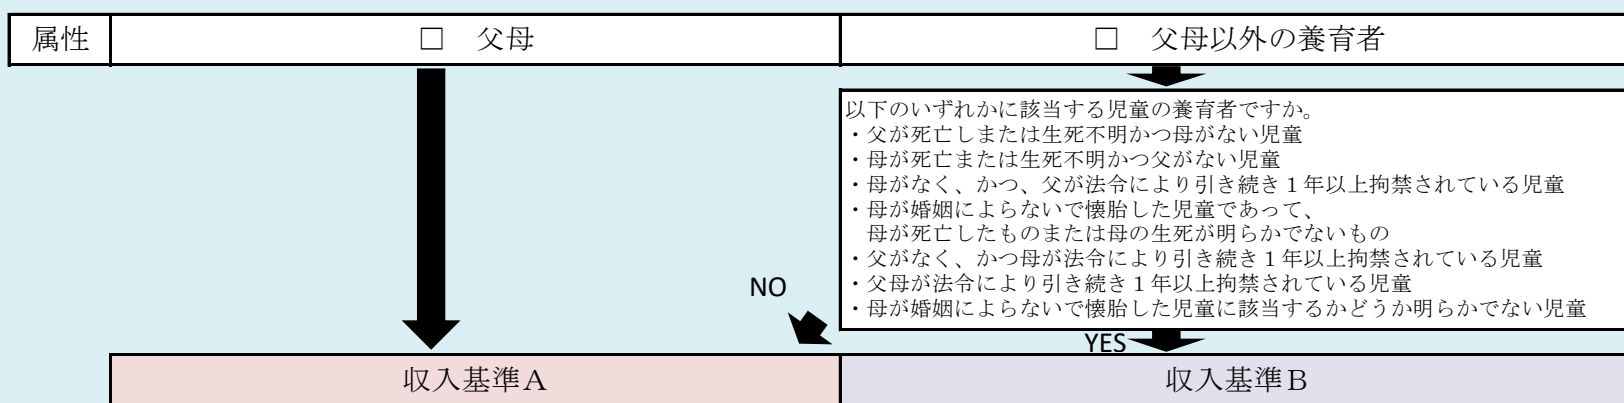 属性
□　父母
□　父母以外の養育者
以下のいずれかに該当する児童の養育者ですか。
・父が死亡しまたは生死不明かつ母がない児童
・母が死亡または生死不明かつ父がない児童
・母がなく、かつ、父が法令により引き続き１年以上拘禁されている児童
・母が婚姻によらないで懐胎した児童であって、
　母が死亡したものまたは母の生死が明らかでないもの
・父がなく、かつ母が法令により引き続き１年以上拘禁されている児童
・父母が法令により引き続き１年以上拘禁されている児童
・母が婚姻によらないで懐胎した児童に該当するかどうか明らかでない児童
NO
YES
収入基準Ａ
収入基準Ｂ